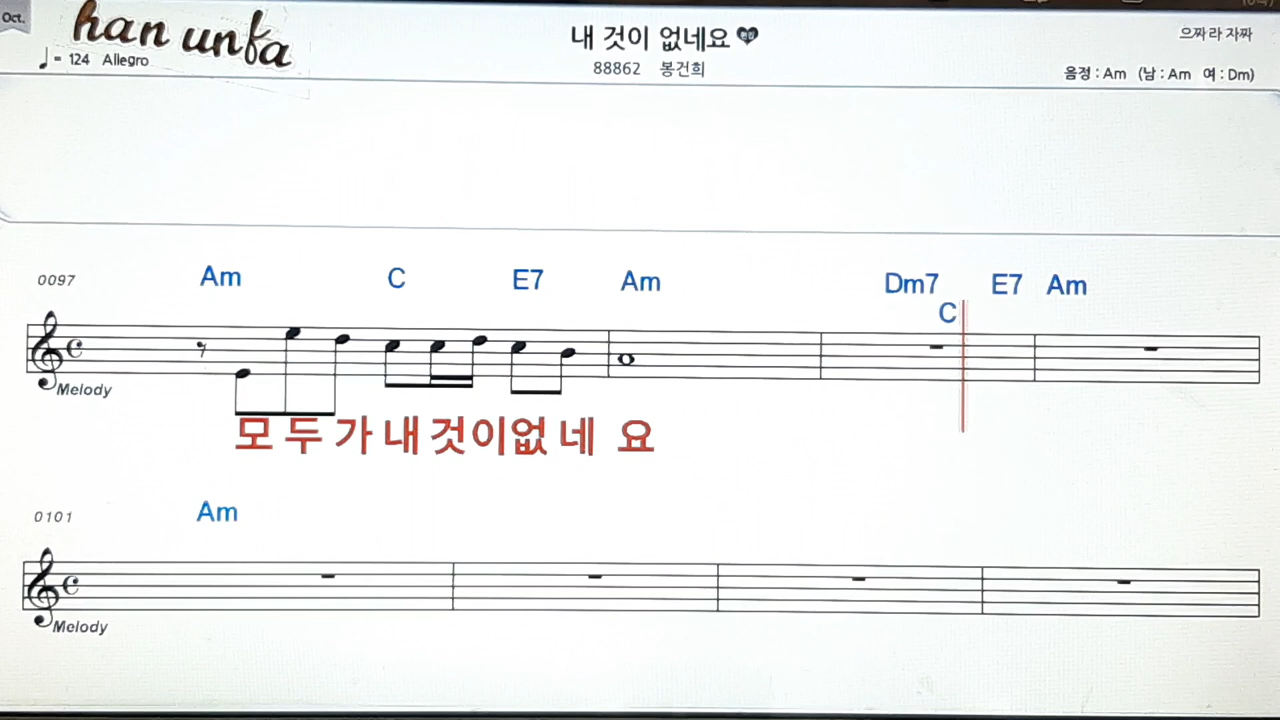 Oct.
han unfa
내 것이 없네요
으짜라 자짜
♩= 124 Allegro
88862 봉건희
음정 : Am (남 : Am 여 : Dm)
0097 Am C E7 Am Dm7 E7 Am
C
Melody
모 두 가 내 것 이 없 네 요
0101 Am
Melody